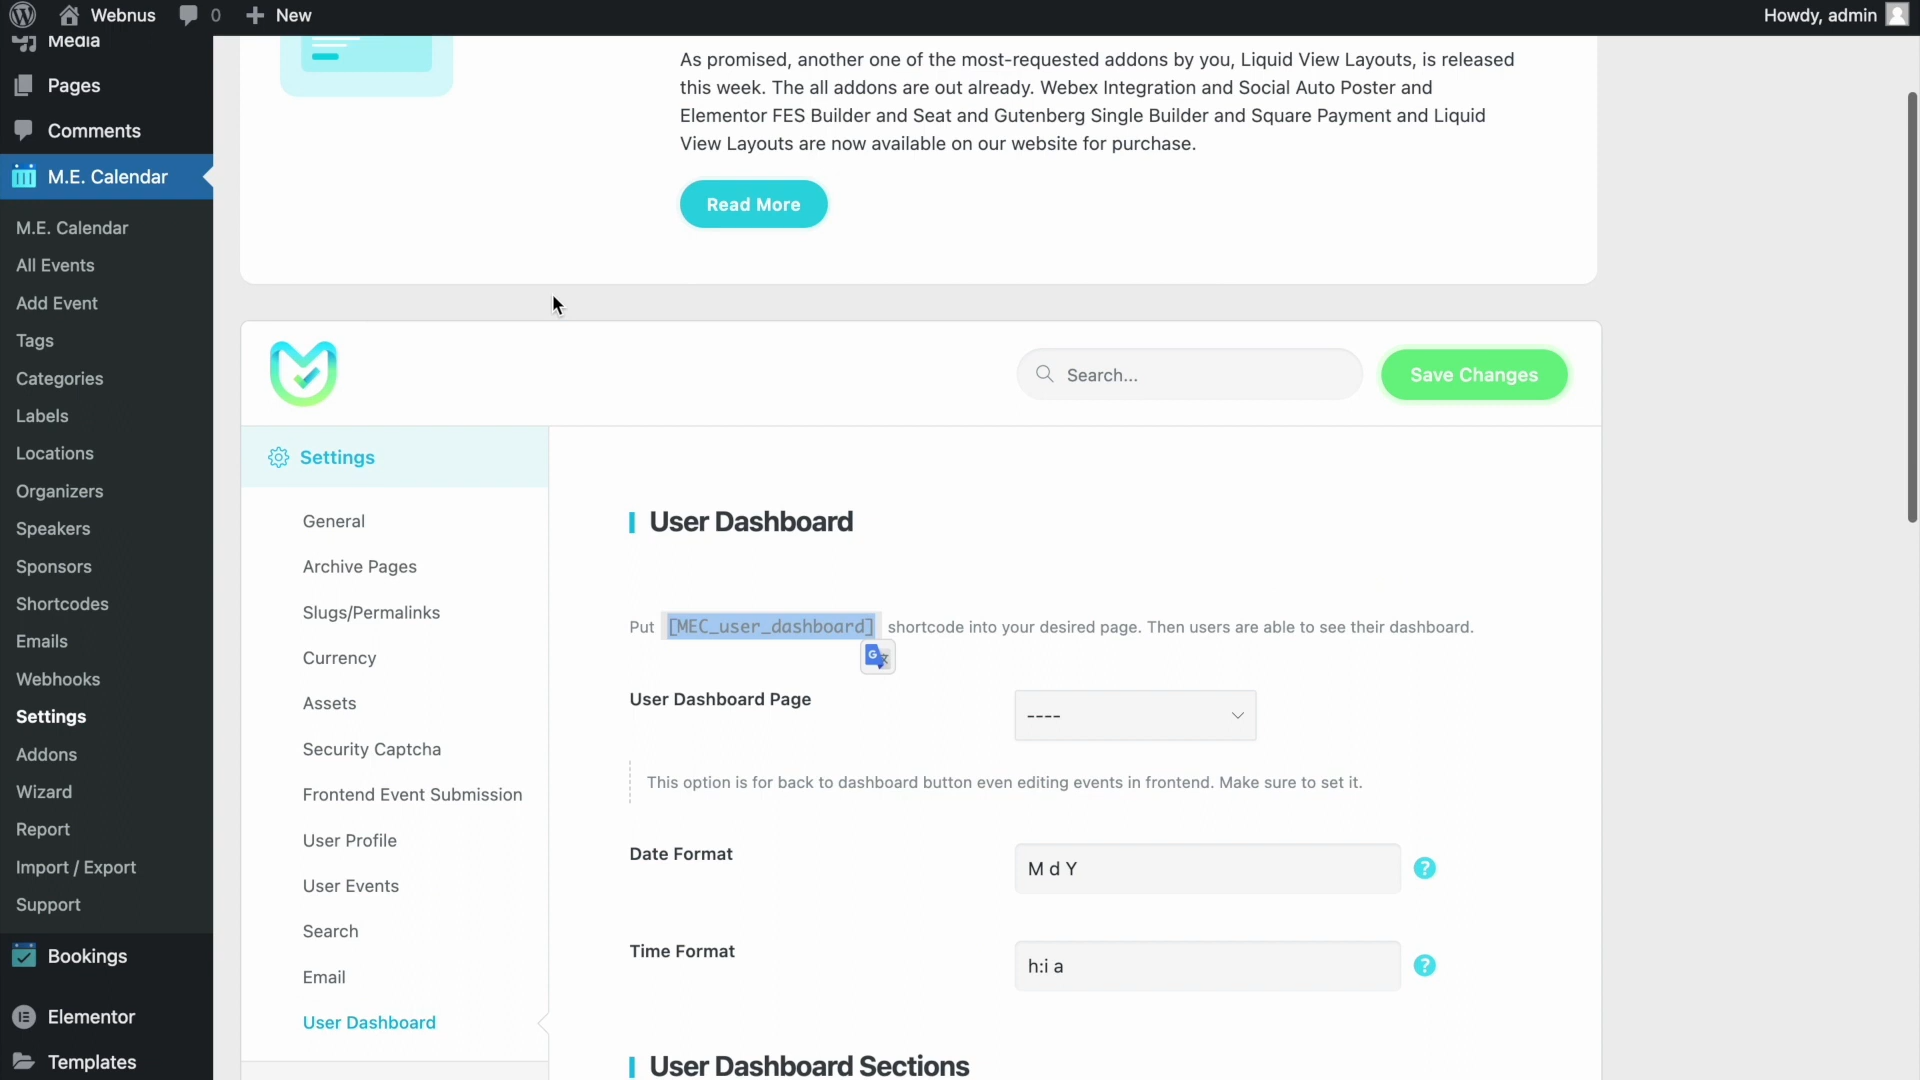 Webnus
0
New
Howdy, admin
Media
Pages
Comments
M.E. Calendar
M.E. Calendar
All Events
Add Event
Tags
Categories
Labels
Locations
Organizers
Speakers
Sponsors
Shortcodes
Emails
Webhooks
Settings
Addons
Wizard
Report
Import / Export
Support
Bookings
Elementor
Templates
As promised, another one of the most-requested addons by you, Liquid View Layouts, is released
this week. The all addons are out already. Webex Integration and Social Auto Poster and
Elementor FES Builder and Seat and Gutenberg Single Builder and Square Payment and Liquid
View Layouts are now available on our website for purchase.
Read More
Search...
Save Changes
Settings
General
Archive Pages
Slugs/Permalinks
Currency
Assets
Security Captcha
Frontend Event Submission
User Profile
User Events
Search
Email
User Dashboard
User Dashboard
Put [MEC_user_dashboard] shortcode into your desired page. Then users are able to see their dashboard.
User Dashboard Page
----
This option is for back to dashboard button even editing events in frontend. Make sure to set it.
Date Format
M d Y
?
Time Format
h:i a
?
User Dashboard Sections